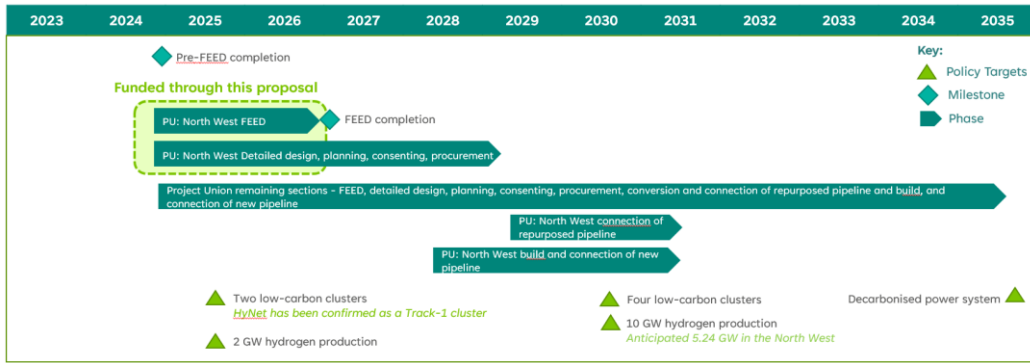 2023 2024 2025 2026 2027 2028 2029 2030 2031 2032 2033 2034 2035
Key:
Pre-FEED completion
Policy Targets
Funded through this proposal
Milestone
PU: North West FEED
FEED completion
Phase
PU: North West Detailed design, planning, consenting, procurement
Project Union remaining sections - FEED, detailed design, planning, consenting, procurement, conversion and connection of repurposed pipeline and build, and
connection of new pipeline
PU: North West connection of
repurposed pipeline
PU: North West build and connection of new
pipeline
Two low-carbon clusters
HyNet has been confirmed as a Track-1 cluster
2 GW hydrogen production
Four low-carbon clusters
10 GW hydrogen production
Anticipated 5.24 GW in the North West
Decarbonised power system